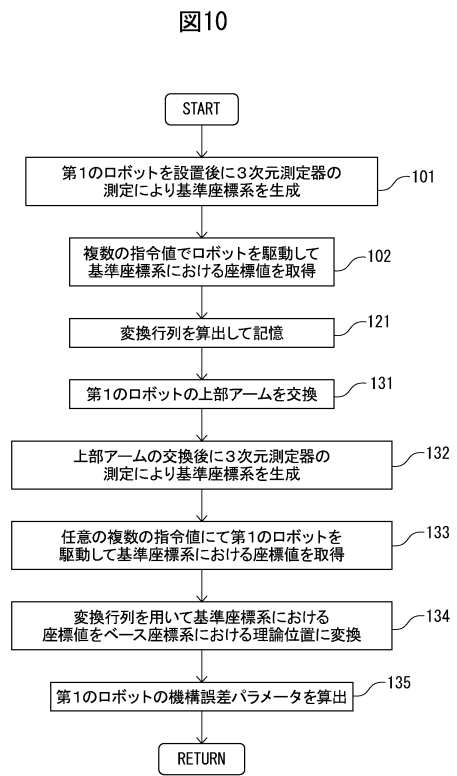 図10
START
第1のロボットを設置後に3次元測定器の
測定により基準座標系を生成
101
複数の指令値でロボットを駆動して
基準座標系における座標値を取得
102
変換行列を算出して記憶
121
第1のロボットの上部アームを交換
131
上部アームの交換後に3次元測定器の
測定により基準座標系を生成
132
任意の複数の指令値にて第1のロボットを
駆動して基準座標系における座標値を取得
133
変換行列を用いて基準座標系における
座標値をベース座標系における理論位置に変換
134
第1のロボットの機構誤差パラメータを算出
135
RETURN